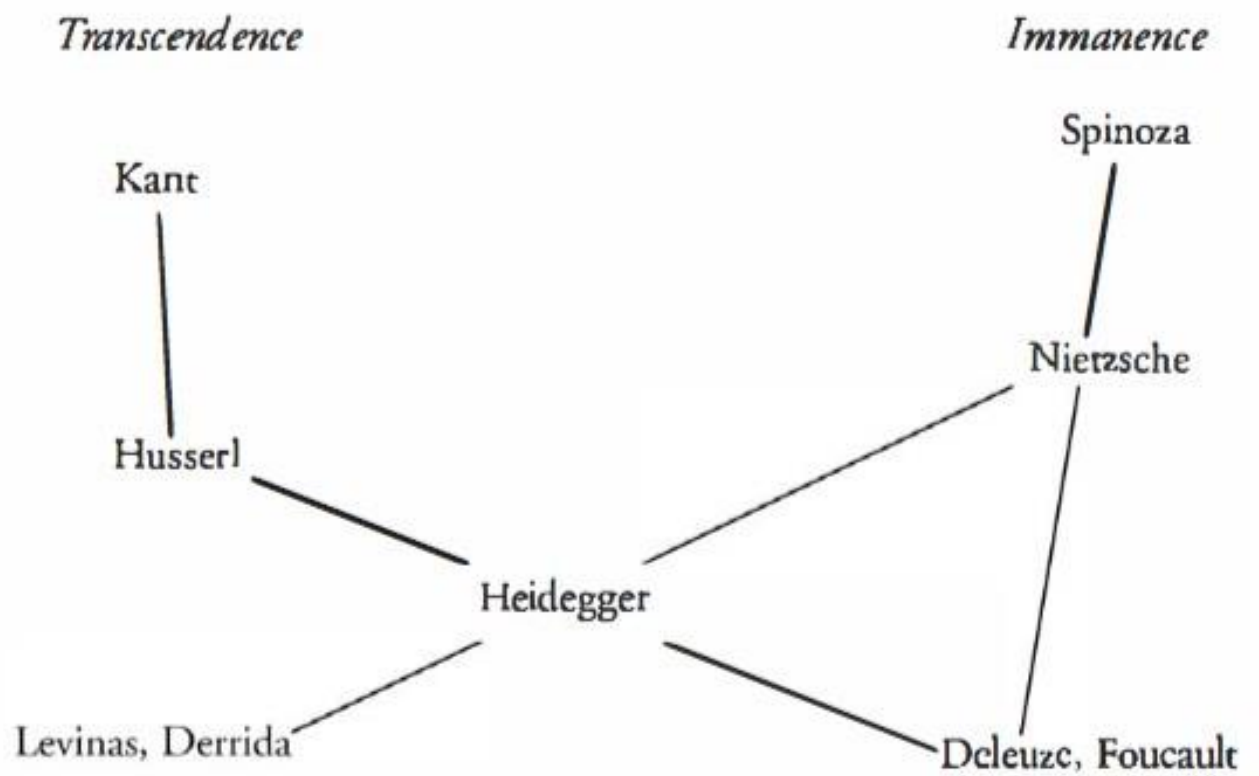 Transcendence
Immanence
Spinoza
Kant
Nietzsche
Husserl
Heidegger
Levinas, Derrida
Deleuze, Foucault